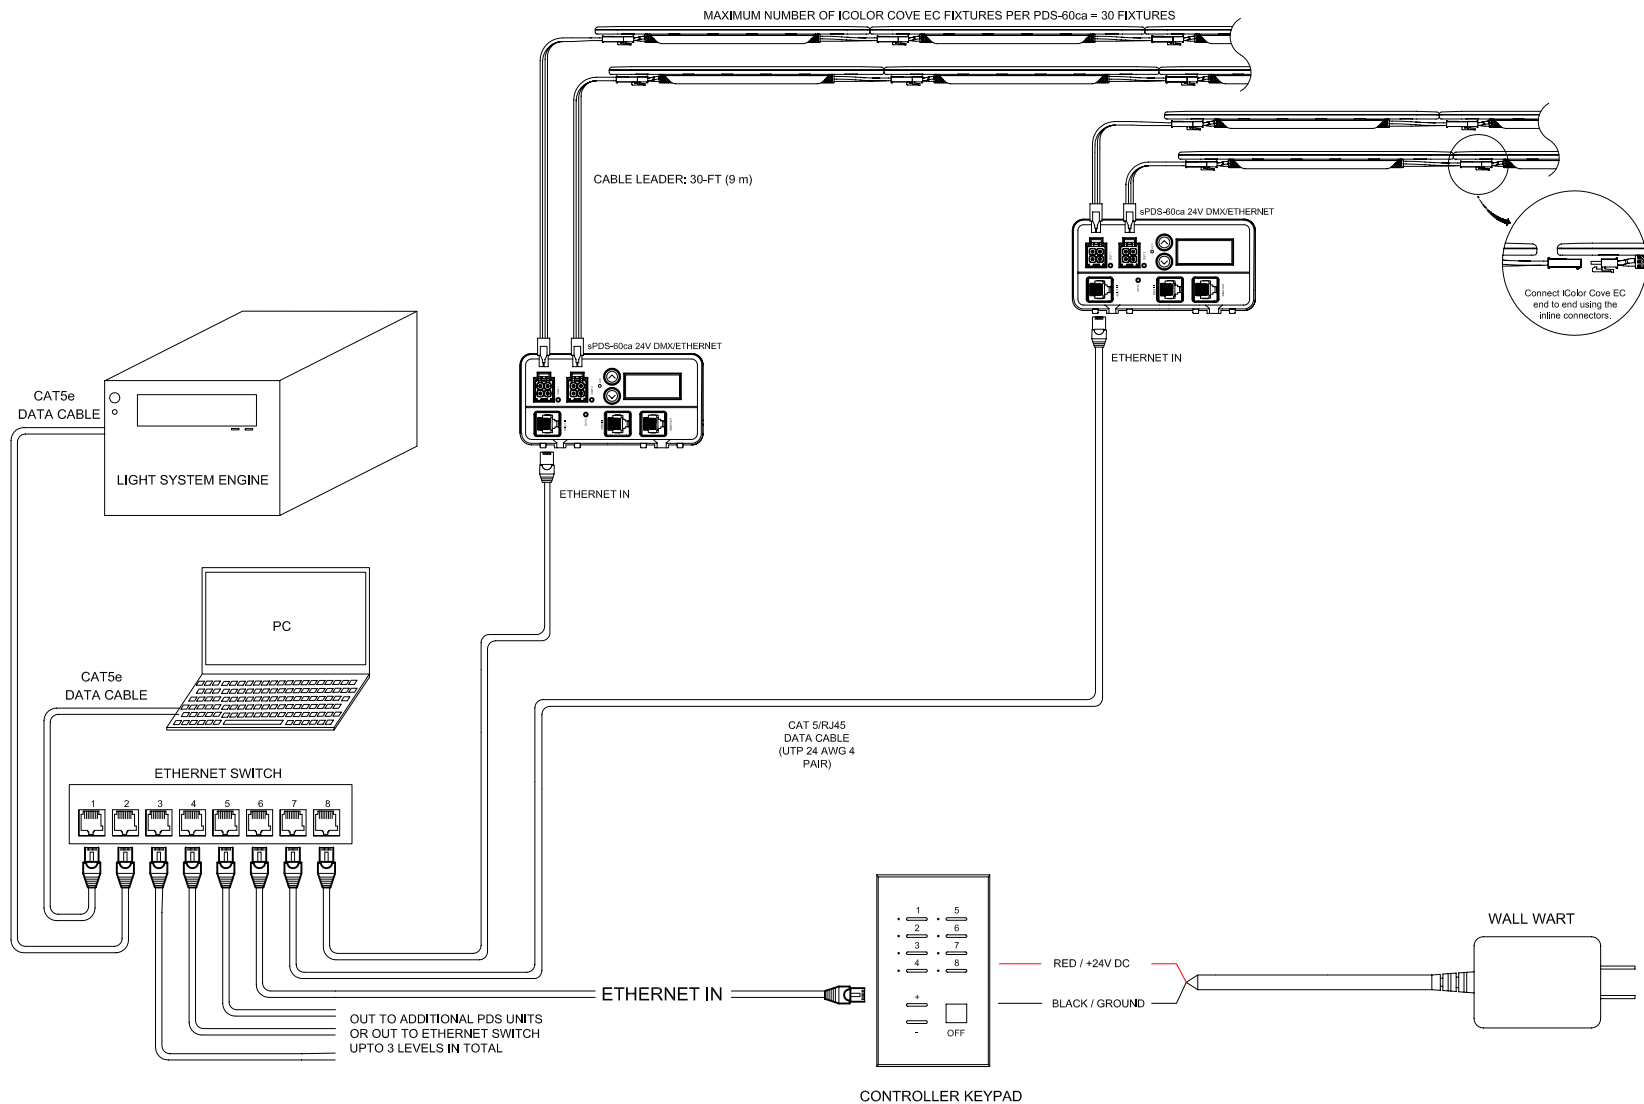 MAXIMUM NUMBER OF ICOLOR COVE EC FIXTURES PER PDS-60ca = 30 FIXTURES
CABLE LEADER: 30-FT (9 m)
sPDS-60ca 24V DMX/ETHERNET
Connect iColor Cove EC
end to end using the
inline connectors.
ETHERNET IN
sPDS-60ca 24V DMX/ETHERNET
ETHERNET IN
CAT5e
DATA CABLE
LIGHT SYSTEM ENGINE
PC
CAT5e
DATA CABLE
CAT 5/RJ45
DATA CABLE
(UTP 24 AWG 4
PAIR)
ETHERNET SWITCH
1 2 3 4 5 6 7 8
ETHERNET IN
OUT TO ADDITIONAL PDS UNITS
OR OUT TO ETHERNET SWITCH
UPTO 3 LEVELS IN TOTAL
1 5
2 6
3 7
4 8
+
-
OFF
CONTROLLER KEYPAD
RED / +24V DC
BLACK / GROUND
WALL WART